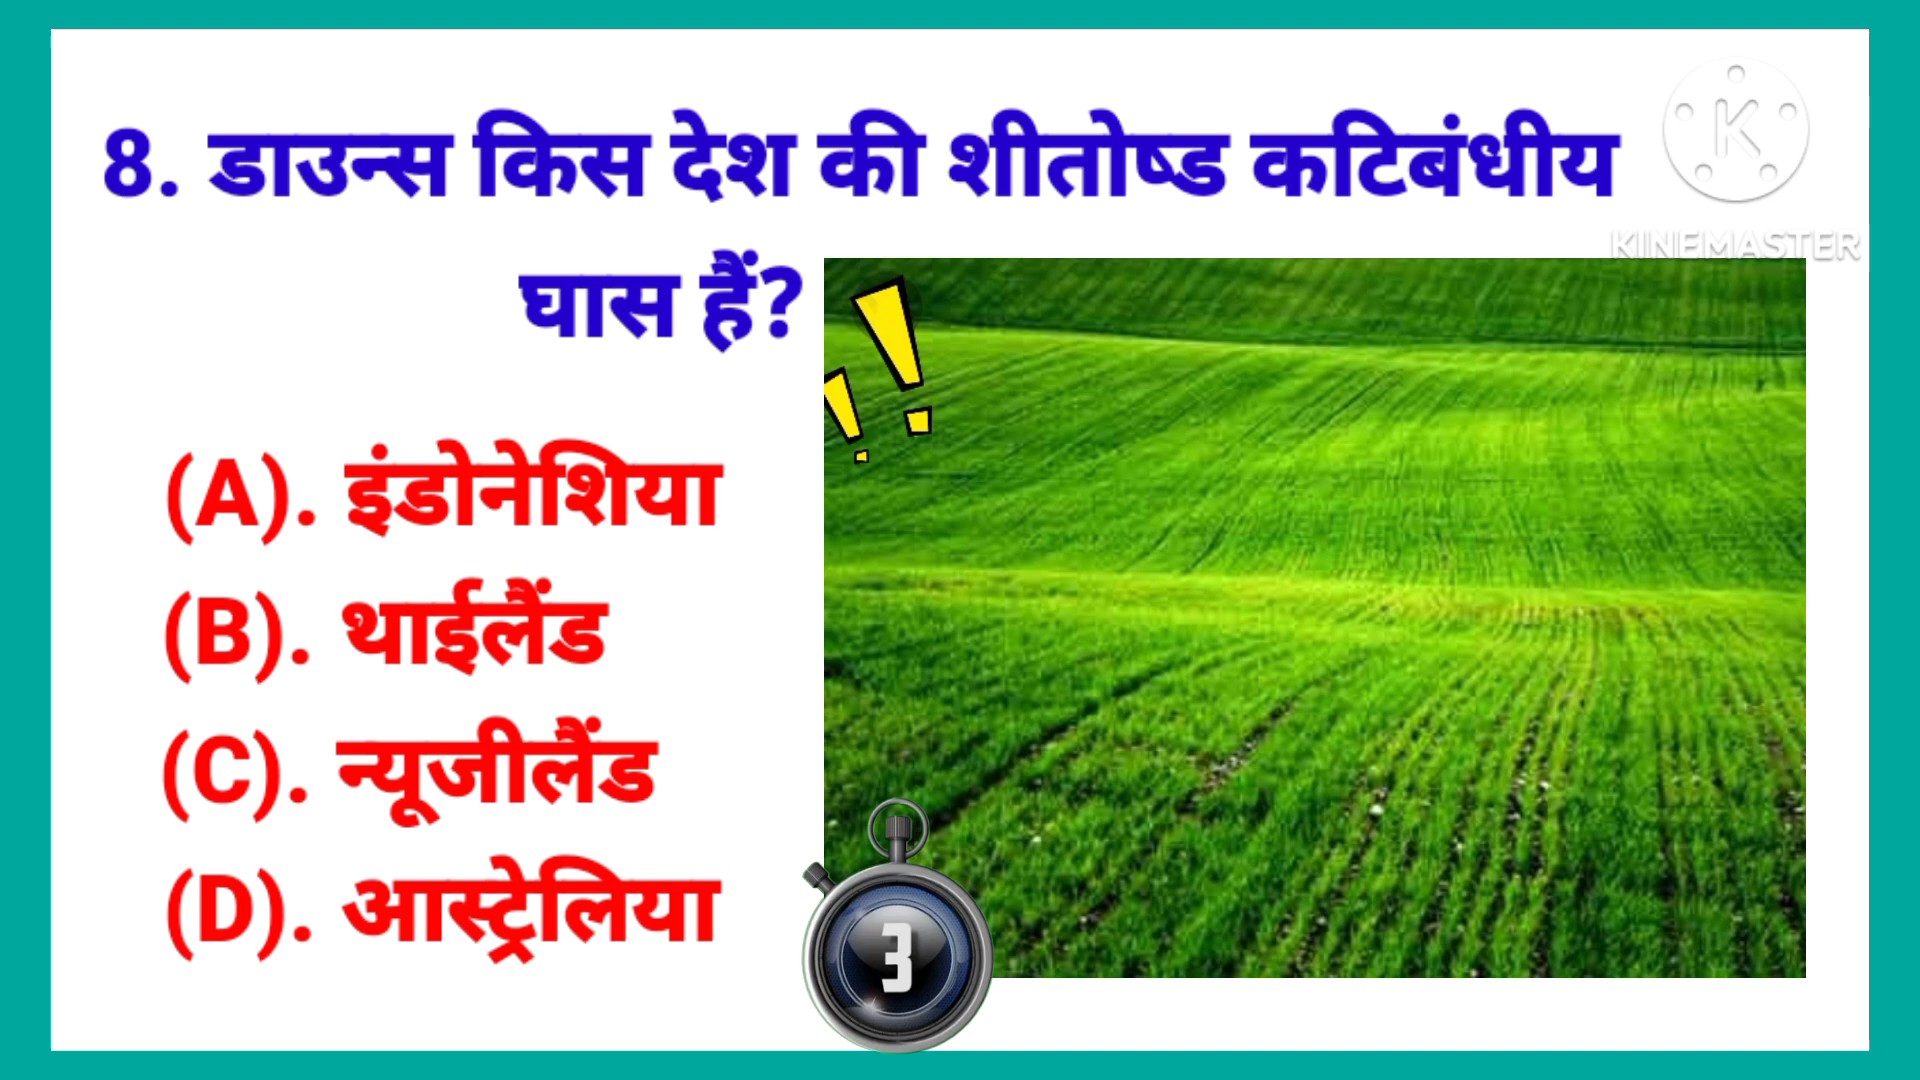 8. डाउन्स किस देश की शीतोष्ड कटिबंधीय
घास हैं?
(A). इंडोनेशिया
(B). थाईलैंड
(C). न्यूजीलैंड
(D). आस्ट्रेलिया
3
K
KINEMASTER